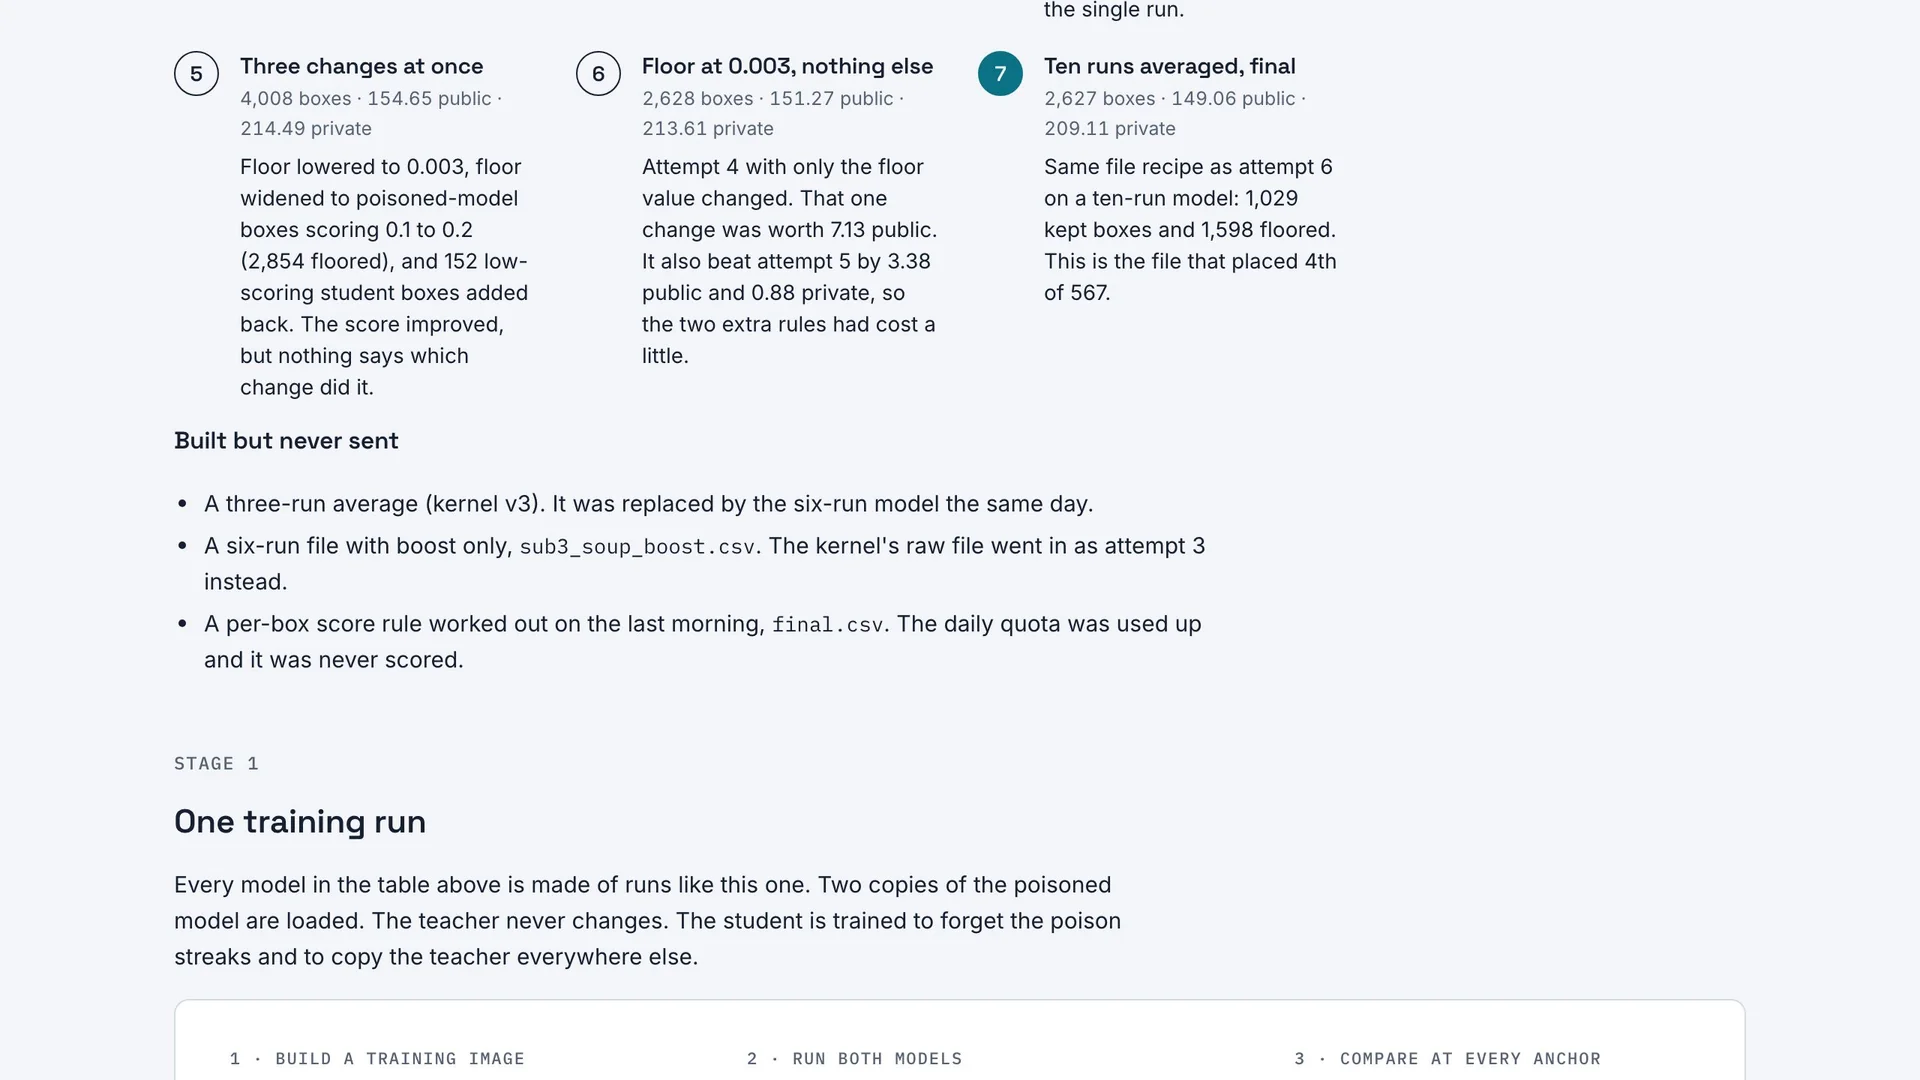 the single run.
5
Three changes at once
4,008 boxes · 154.65 public ·
214.49 private
Floor lowered to 0.003, floor
widened to poisoned-model
boxes scoring 0.1 to 0.2
(2,854 floored), and 152 low-
scoring student boxes added
back. The score improved,
but nothing says which
change did it.
6
Floor at 0.003, nothing else
2,628 boxes · 151.27 public ·
213.61 private
Attempt 4 with only the floor
value changed. That one
change was worth 7.13 public.
It also beat attempt 5 by 3.38
public and 0.88 private, so
the two extra rules had cost a
little.
7
Ten runs averaged, final
2,627 boxes · 149.06 public ·
209.11 private
Same file recipe as attempt 6
on a ten-run model: 1,029
kept boxes and 1,598 floored.
This is the file that placed 4th
of 567.
Built but never sent
• A three-run average (kernel v3). It was replaced by the six-run model the same day.
• A six-run file with boost only, sub3_soup_boost.csv. The kernel's raw file went in as attempt 3
instead.
• A per-box score rule worked out on the last morning, final.csv. The daily quota was used up
and it was never scored.
STAGE 1
One training run
Every model in the table above is made of runs like this one. Two copies of the poisoned
model are loaded. The teacher never changes. The student is trained to forget the poison
streaks and to copy the teacher everywhere else.
1 · BUILD A TRAINING IMAGE
2 · RUN BOTH MODELS
3 · COMPARE AT EVERY ANCHOR